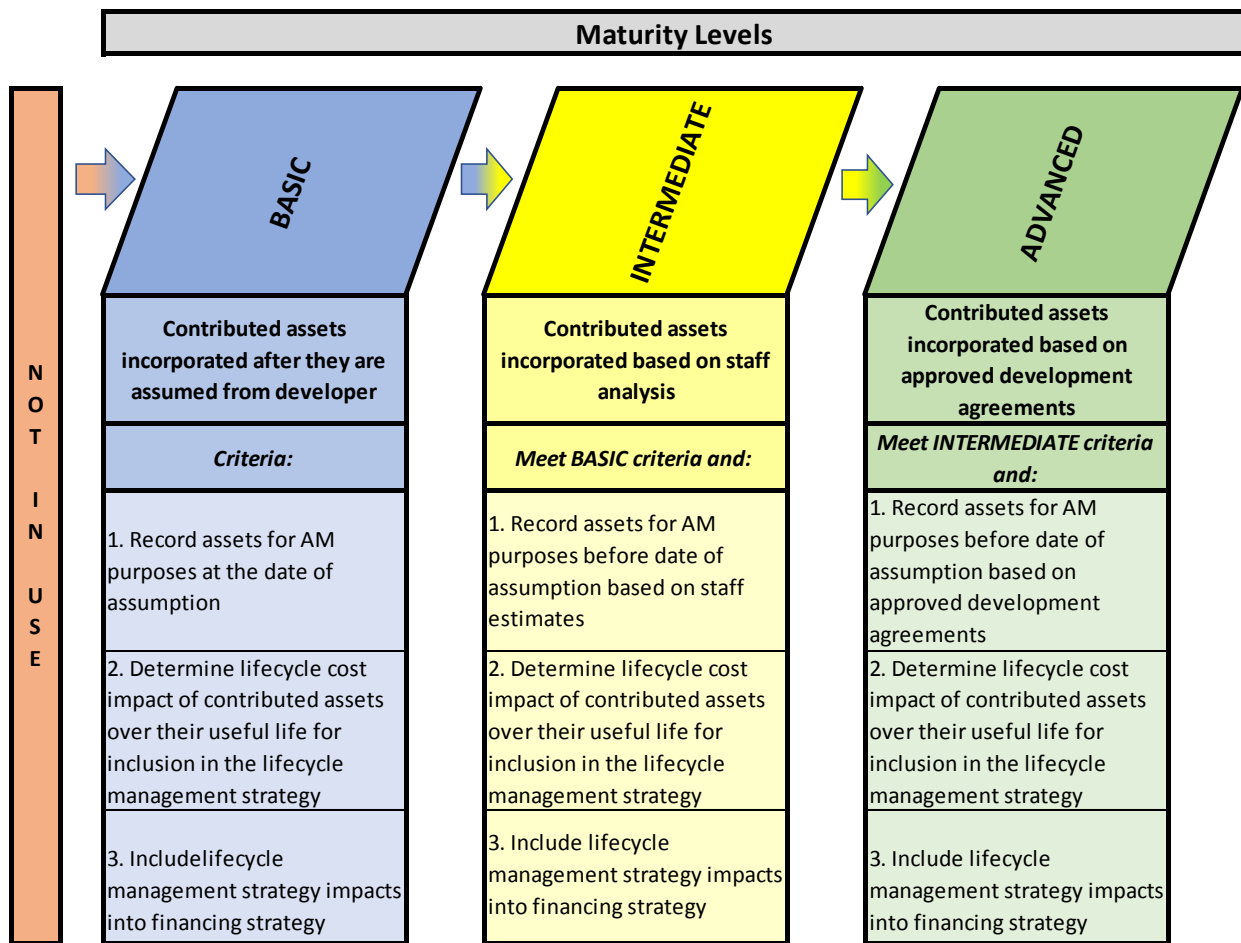 Maturity Levels
NOT IN USE
BASIC
INTERMEDIATE
ADVANCED
Contributed assets
incorporated after they are
assumed from developer
Contributed assets
incorporated based on staff
analysis
Contributed assets
incorporated based on
approved development
agreements
Criteria:
Meet BASIC criteria and:
Meet INTERMEDIATE criteria
and:
1. Record assets for AM
purposes at the date of
assumption
1. Record assets for AM
purposes before date of
assumption based on staff
estimates
1. Record assets for AM
purposes before date of
assumption based on
approved development
agreements
2. Determine lifecycle cost
impact of contributed assets
over their useful life for
inclusion in the lifecycle
management strategy
2. Determine lifecycle cost
impact of contributed assets
over their useful life for
inclusion in the lifecycle
management strategy
2. Determine lifecycle cost
impact of contributed assets
over their useful life for
inclusion in the lifecycle
management strategy
3. Includelifecycle
management strategy impacts
into financing strategy
3. Include lifecycle
management strategy impacts
into financing strategy
3. Include lifecycle
management strategy impacts
into financing strategy